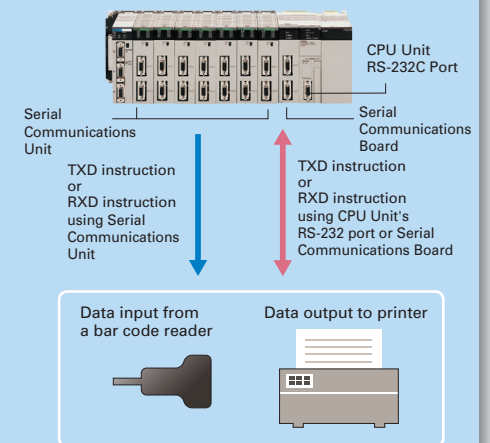 CPU Unit
RS-232C Port
Serial
Communications
Unit
Serial
Communications
Board
TXD instruction
or
RXD instruction
using Serial
Communications
Unit
TXD instruction
or
RXD instruction
using CPU Unit's
RS-232 port or Serial
Communications Board
Data input from
a bar code reader
Data output to printer